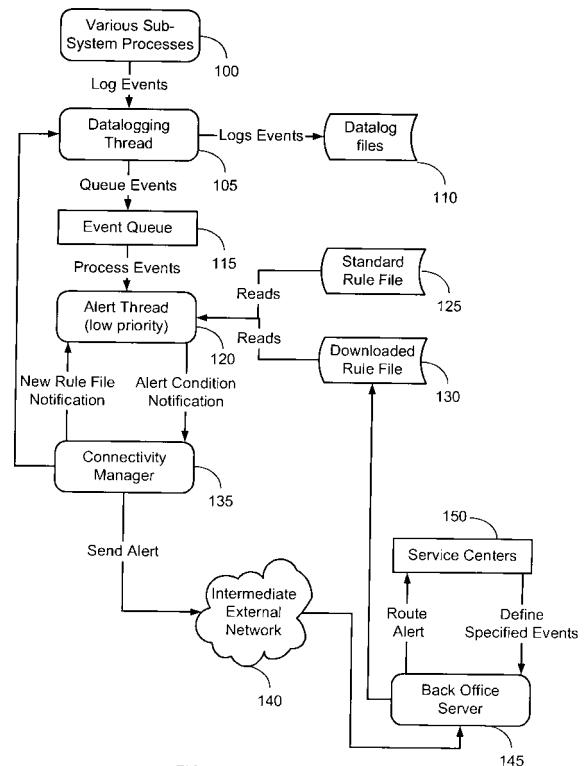 Various Sub-
System Processes
100
Log Events
Datalogging
Thread
105
Logs Events
Datalog
files
110
Queue Events
Event Queue
115
Process Events
Alert Thread
(low priority)
120
Reads
Reads
Standard
Rule File
125
Downloaded
Rule File
130
New Rule File
Notification
Alert Condition
Notification
Connectivity
Manager
135
Send Alert
Intermediate
External
Network
140
150
Service Centers
Route
Alert
Define
Specified Events
Back Office
Server
145